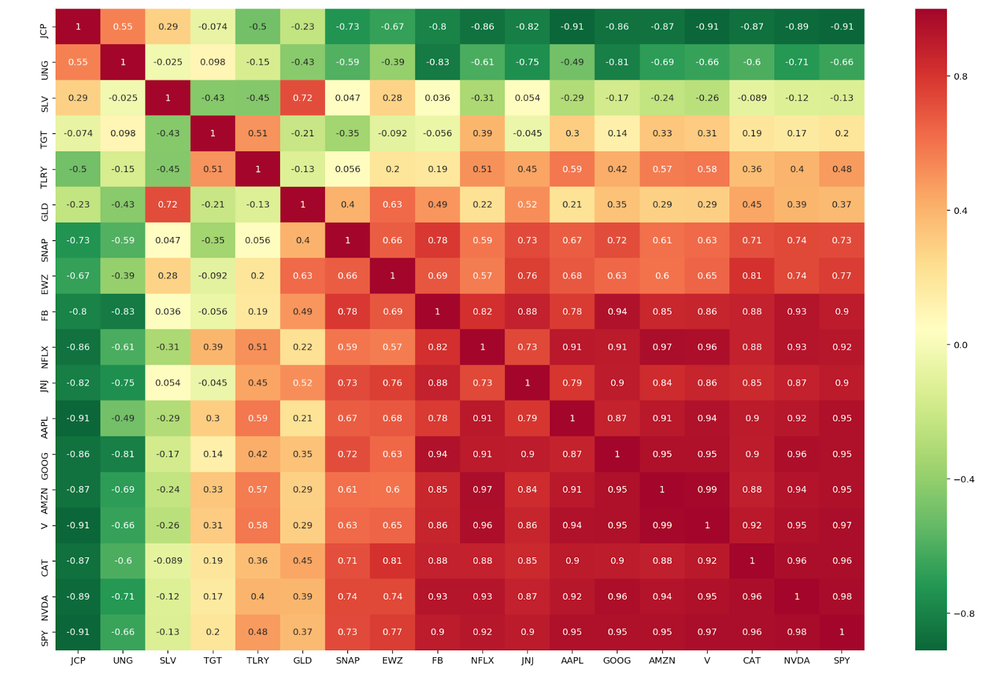 JCP 1 0.55 0.29 -0.074 -0.5 -0.23 -0.73 -0.67 -0.8 -0.86 -0.82 -0.91 -0.86 -0.87 -0.91 -0.87 -0.89 -0.91
UNG 0.55 1 -0.025 0.098 -0.15 -0.43 -0.59 -0.39 -0.83 -0.61 -0.75 -0.49 -0.81 -0.69 -0.66 -0.6 -0.71 -0.66
0.8
SLV 0.29 -0.025 1 -0.43 -0.45 0.72 0.047 0.28 0.036 -0.31 0.054 -0.29 -0.17 -0.24 -0.26 -0.089 -0.12 -0.13
TGT -0.074 0.098 -0.43 1 0.51 -0.21 -0.35 -0.092 -0.056 0.39 -0.045 0.3 0.14 0.33 0.31 0.19 0.17 0.2
TLRY -0.5 -0.15 -0.45 0.51 1 -0.13 0.056 0.2 0.19 0.51 0.45 0.59 0.42 0.57 0.58 0.36 0.4 0.48
GLD -0.23 -0.43 0.72 -0.21 -0.13 1 0.4 0.63 0.49 0.22 0.52 0.21 0.35 0.29 0.29 0.45 0.39 0.37
0.4
SNAP -0.73 -0.59 0.047 -0.35 0.056 0.4 1 0.66 0.78 0.59 0.73 0.67 0.72 0.61 0.63 0.71 0.74 0.73
EWZ -0.67 -0.39 0.28 -0.092 0.2 0.63 0.66 1 0.69 0.57 0.76 0.68 0.63 0.6 0.65 0.81 0.74 0.77
FB -0.8 -0.83 0.036 -0.056 0.19 0.49 0.78 0.69 1 0.82 0.88 0.78 0.94 0.85 0.86 0.88 0.93 0.9
NFLX -0.86 -0.61 -0.31 0.39 0.51 0.22 0.59 0.57 0.82 1 0.73 0.91 0.91 0.97 0.96 0.88 0.93 0.92
0.0
JNJ -0.82 -0.75 0.054 -0.045 0.45 0.52 0.73 0.76 0.88 0.73 1 0.79 0.9 0.84 0.86 0.85 0.87 0.9
AAPL -0.91 -0.49 -0.29 0.3 0.59 0.21 0.67 0.68 0.78 0.91 0.79 1 0.87 0.91 0.94 0.9 0.92 0.95
GOOG -0.86 -0.81 -0.17 0.14 0.42 0.35 0.72 0.63 0.94 0.91 0.9 0.87 1 0.95 0.95 0.9 0.96 0.95
−0.4
AMZN -0.87 -0.69 -0.24 0.33 0.57 0.29 0.61 0.6 0.85 0.97 0.84 0.91 0.95 1 0.99 0.88 0.94 0.95
V -0.91 -0.66 -0.26 0.31 0.58 0.29 0.63 0.65 0.86 0.96 0.86 0.94 0.95 0.99 1 0.92 0.95 0.97
CAT -0.87 -0.6 -0.089 0.19 0.36 0.45 0.71 0.81 0.88 0.88 0.85 0.9 0.9 0.88 0.92 1 0.96 0.96
NVDA -0.89 -0.71 -0.12 0.17 0.4 0.39 0.74 0.74 0.93 0.93 0.87 0.92 0.96 0.94 0.95 0.96 1 0.98
−0.8
SPY -0.91 -0.66 -0.13 0.2 0.48 0.37 0.73 0.77 0.9 0.92 0.9 0.95 0.95 0.95 0.97 0.96 0.98 1
JCP UNG SLV TGT TLRY GLD SNAP EWZ FB NFLX JNJ AAPL GOOG AMZN V CAT NVDA SPY